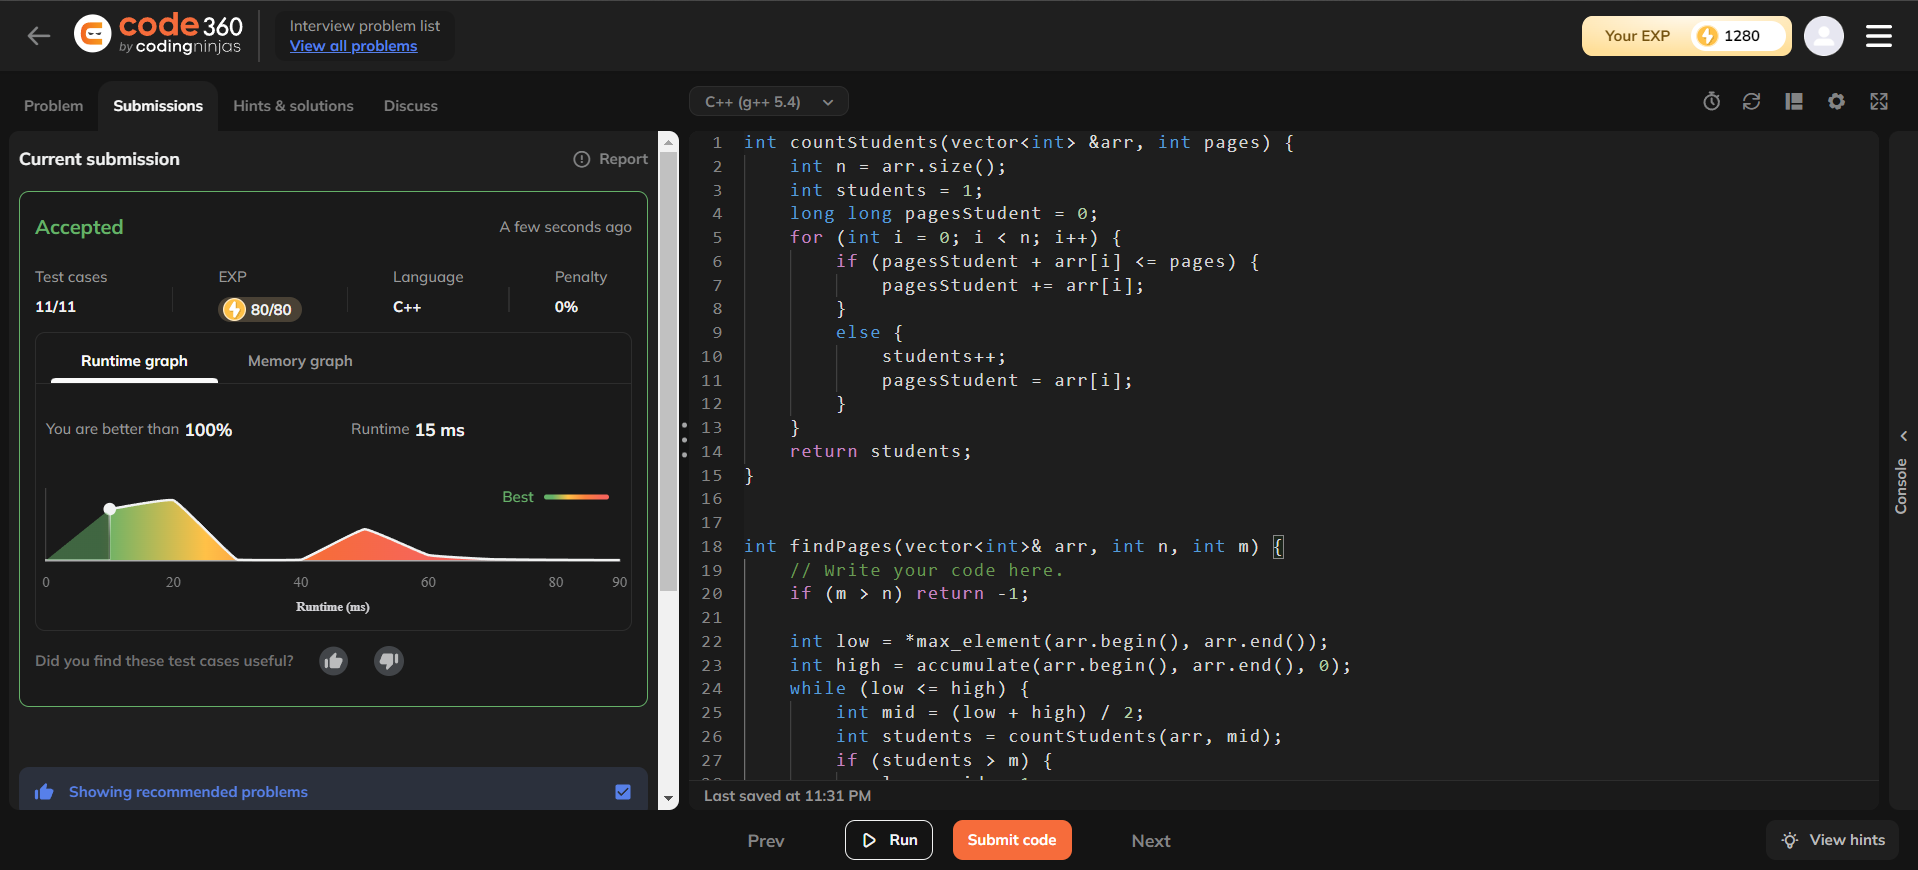 code 360
by codingninjas
Interview problem list
View all problems
Your EXP
1280
Problem
Submissions
Hints & solutions
Discuss
Current submission
Report
Accepted
A few seconds ago
Test cases
EXP
Language
Penalty
11/11
80/80
C++
0%
Runtime graph
Memory graph
You are better than 100%
Runtime 15 ms
Best
0
20
40
60
80
90
Runtime (ms)
Did you find these test cases useful?
Showing recommended problems
C++ (g++ 5.4)
1 int countStudents(vector<int> &arr, int pages) {
2     int n = arr.size();
3     int students = 1;
4     long long pagesStudent = 0;
5     for (int i = 0; i < n; i++) {
6         if (pagesStudent + arr[i] <= pages) {
7             pagesStudent += arr[i];
8         }
9         else {
10             students++;
11             pagesStudent = arr[i];
12         }
13     }
14     return students;
15 }
16
17
18 int findPages(vector<int>& arr, int n, int m) {
19     // Write your code here.
20     if (m > n) return -1;
21
22     int low = *max_element(arr.begin(), arr.end());
23     int high = accumulate(arr.begin(), arr.end(), 0);
24     while (low <= high) {
25         int mid = (low + high) / 2;
26         int students = countStudents(arr, mid);
27         if (students > m) {
Last saved at 11:31 PM
Console
Prev
Run
Submit code
Next
View hints